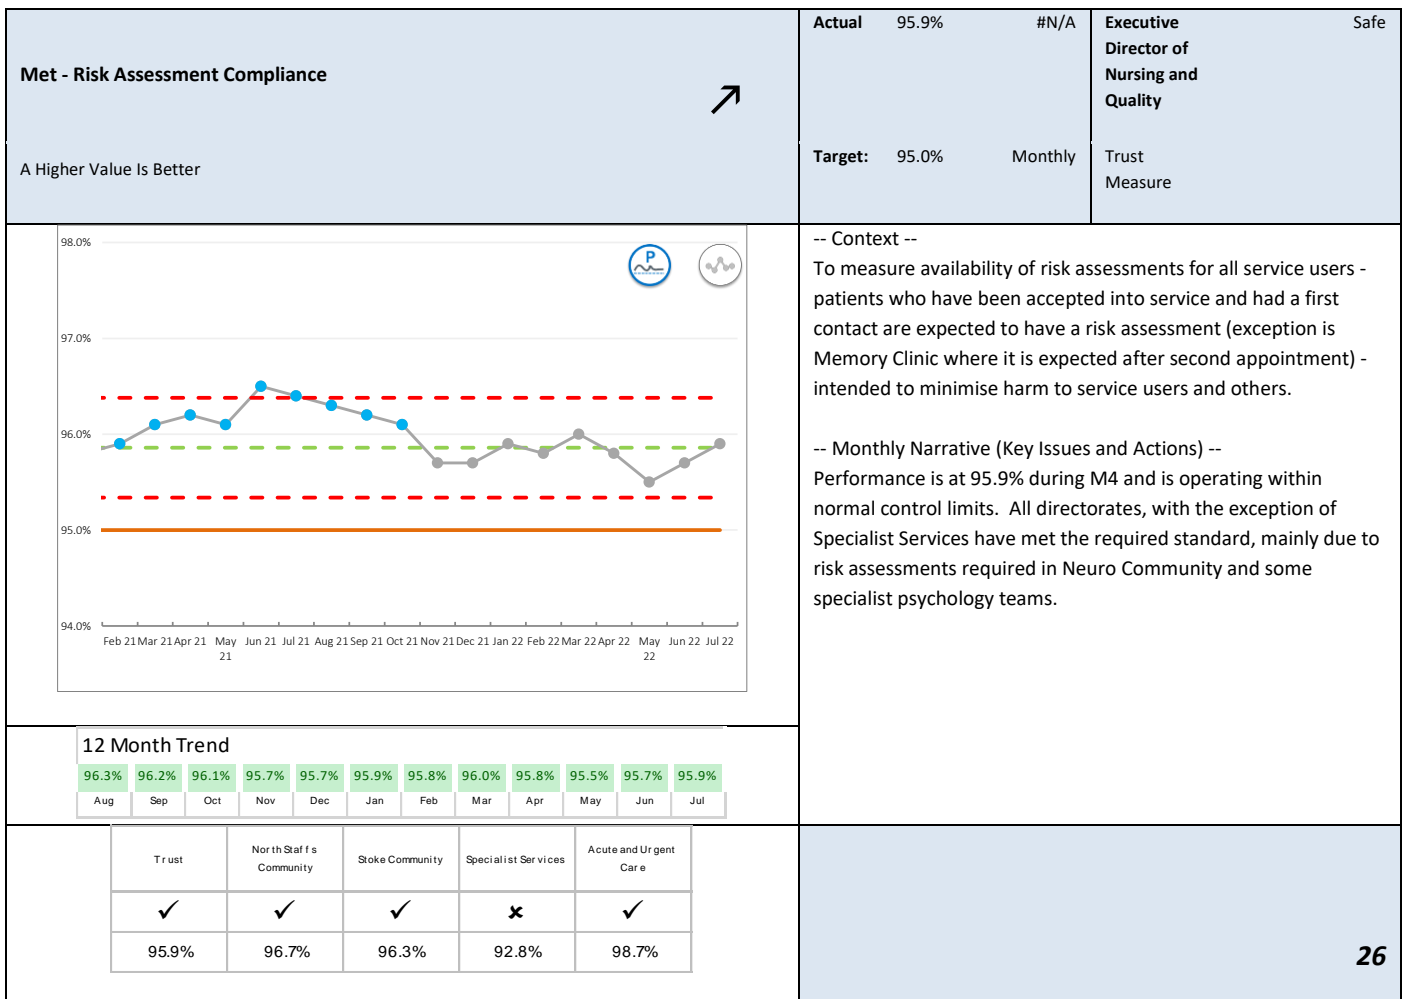 Met - Risk Assessment Compliance
A Higher Value Is Better
Actual 95.9% #N/A
Target: 95.0% Monthly
Executive
Director of
Nursing and
Quality
Safe
Trust
Measure
98.0%
97.0%
96.0%
95.0%
94.0%
P
Feb 21 Mar 21 Apr 21 May 21 Jun 21 Jul 21 Aug 21 Sep 21 Oct 21 Nov 21 Dec 21 Jan 22 Feb 22 Mar 22 Apr 22 May 22 Jun 22 Jul 22
-- Context --
To measure availability of risk assessments for all service users -
patients who have been accepted into service and had a first
contact are expected to have a risk assessment (exception is
Memory Clinic where it is expected after second appointment) -
intended to minimise harm to service users and others.
-- Monthly Narrative (Key Issues and Actions) --
Performance is at 95.9% during M4 and is operating within
normal control limits. All directorates, with the exception of
Specialist Services have met the required standard, mainly due to
risk assessments required in Neuro Community and some
specialist psychology teams.
12 Month Trend
96.3% 96.2% 96.1% 95.7% 95.7% 95.9% 95.8% 96.0% 95.8% 95.5% 95.7% 95.9%
Aug Sep Oct Nov Dec Jan Feb Mar Apr May Jun Jul
Trust
North Staffs
Community
Stoke Community
Specialist Services
Acute and Urgent
Care
95.9% 96.7% 96.3% 92.8% 98.7%
26